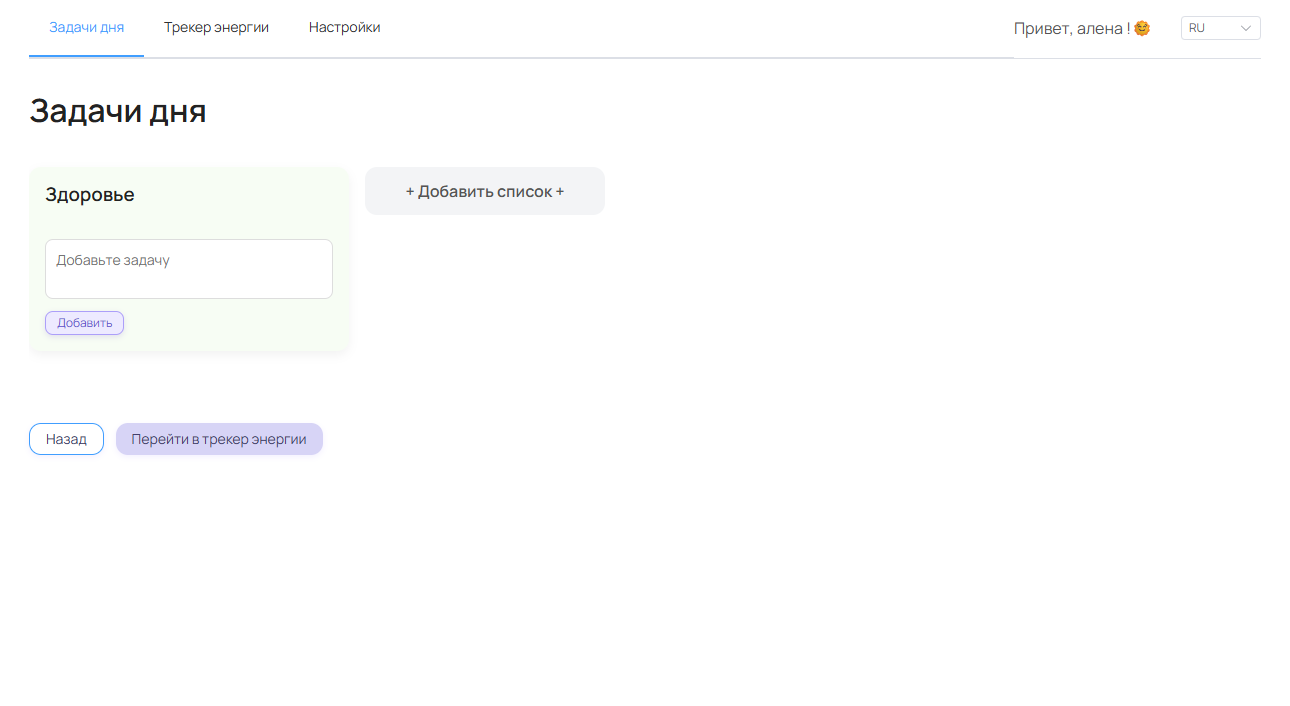 Задачи дня Трекер энергии Настройки Привет, алена ! RU
Задачи дня
Здоровье
+ Добавить список +
Добавьте задачу
Добавить
Назад Перейти в трекер энергии